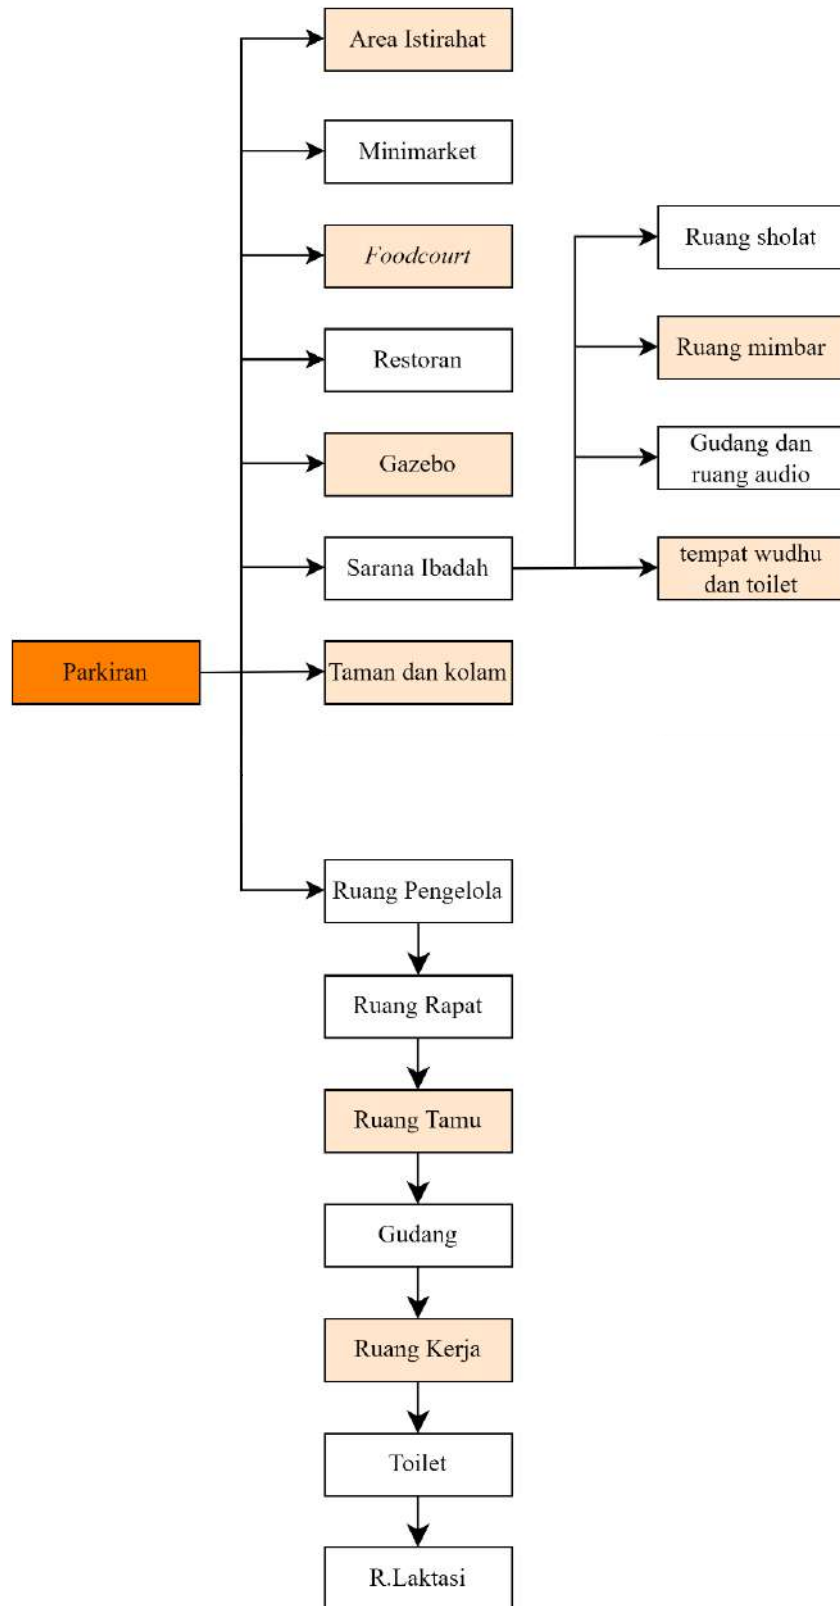 Area Istirahat
Minimarket
Foodcourt
Restoran
Gazebo
Sarana Ibadah
Ruang sholat
Ruang mimbar
Gudang dan
ruang audio
tempat wudhu
dan toilet
Parkiran
Taman dan kolam
Ruang Pengelola
Ruang Rapat
Ruang Tamu
Gudang
Ruang Kerja
Toilet
R.Laktasi